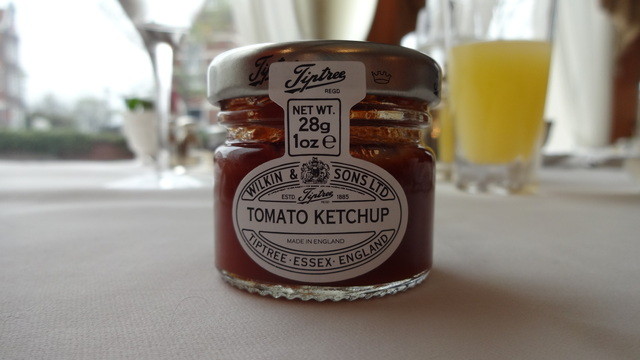 Tiptree
Tiptree
REGD
NET WT.
28g
1oz e
WILKIN & SONS LTD
ESTD. Tiptree 1885
TOMATO KETCHUP
MADE IN ENGLAND
TIPTREE · ESSEX · ENGLAND